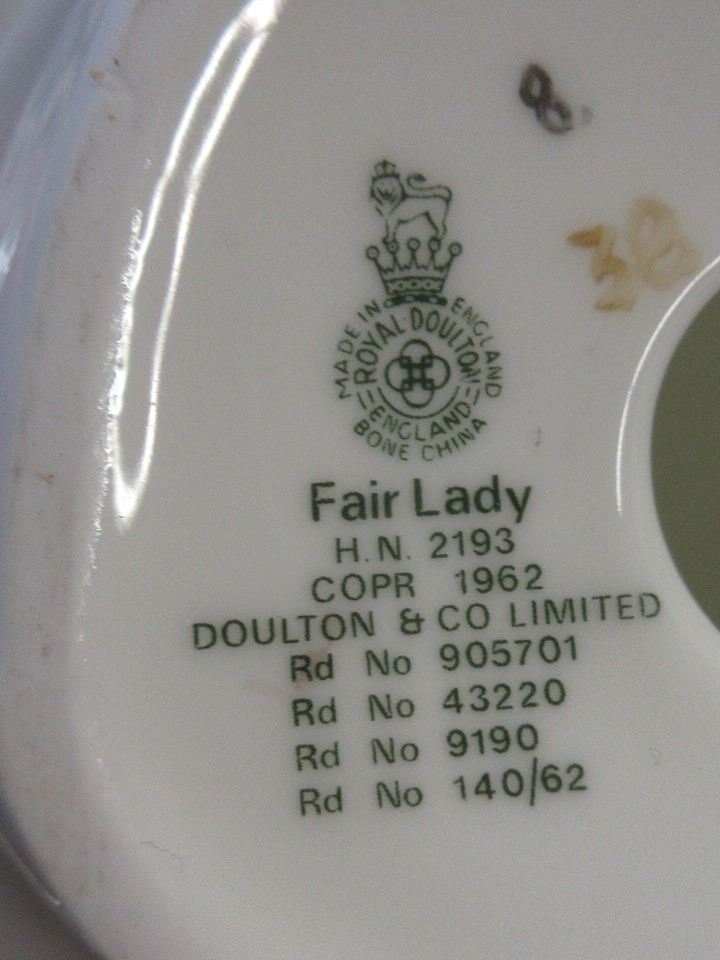 MADE IN ENGLAND
ROYAL·DOULTON
ENGLAND
BONE CHINA
Fair Lady
H.N. 2193
COPR 1962
DOULTON & CO LIMITED
Rd No 905701
Rd No 43220
Rd No 9190
Rd No 140/62